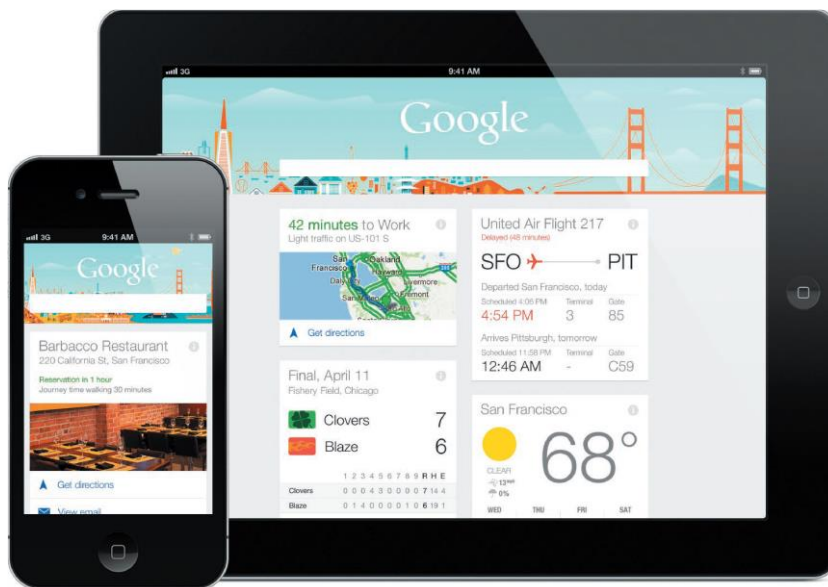 3G 9:41 AM
Google
42 minutes to Work
Light traffic on US-101 S
San Francisco
Oakland
Hayward
Daly City
Livermore
San Mateo
Fremont
Get directions
United Air Flight 217
Delayed (48 minutes)
SFO PIT
Departed San Francisco, today
Scheduled 4:06 PM Terminal Gate
4:54 PM 3 85
Arrives Pittsburgh, tomorrow
Scheduled 11:58 PM Terminal Gate
12:46 AM - C59
Final, April 11
Fishery Field, Chicago
Clovers 7
Blaze 6
1 2 3 4 5 6 7 8 9 R H E
Clovers 0 0 0 4 3 0 0 0 0 7 14 4
Blaze 0 1 4 0 0 0 0 1 0 6 19 1
San Francisco
68°
CLEAR
13 MPH
0%
WED THU FRI SAT
3G 9:41 AM
Google
Barbacco Restaurant
220 California St, San Francisco
Reservation in 1 hour
Journey time walking 30 minutes
Get directions
View email